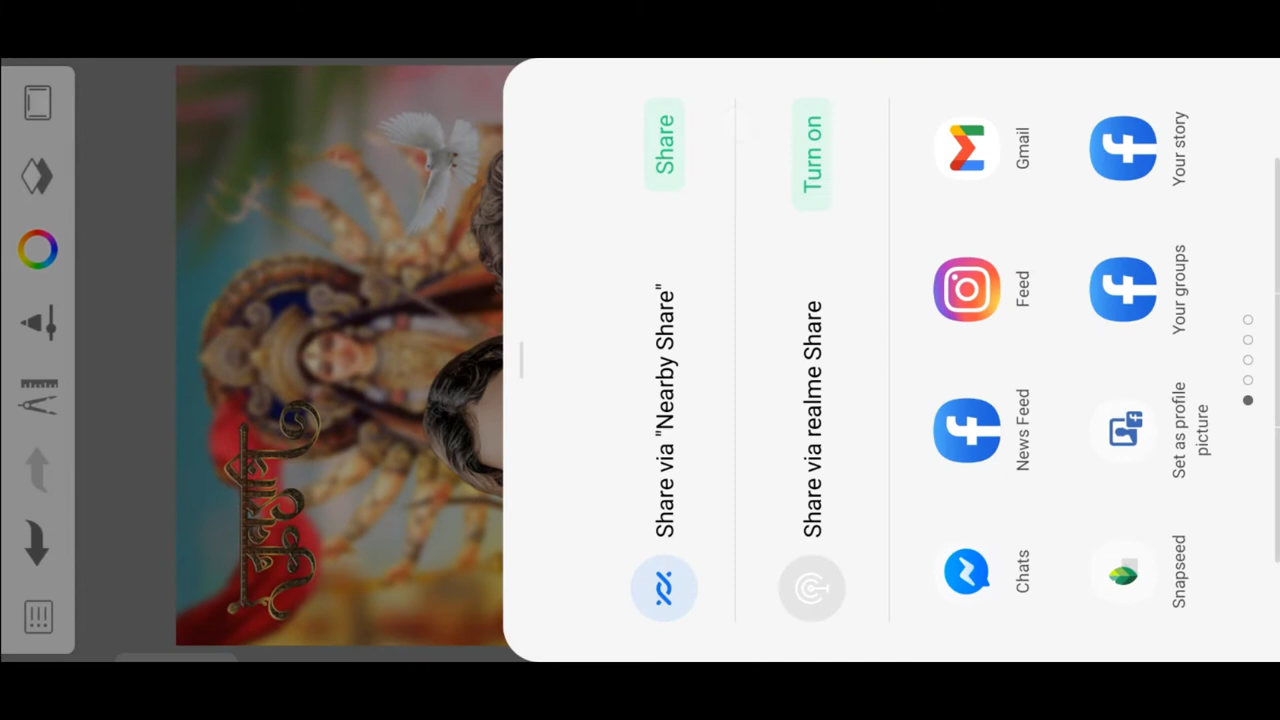 Share via "Nearby Share" Share
Share via realme Share Turn on
Chats News Feed Feed Gmail
Snapseed Set as profile Your groups Your story
picture